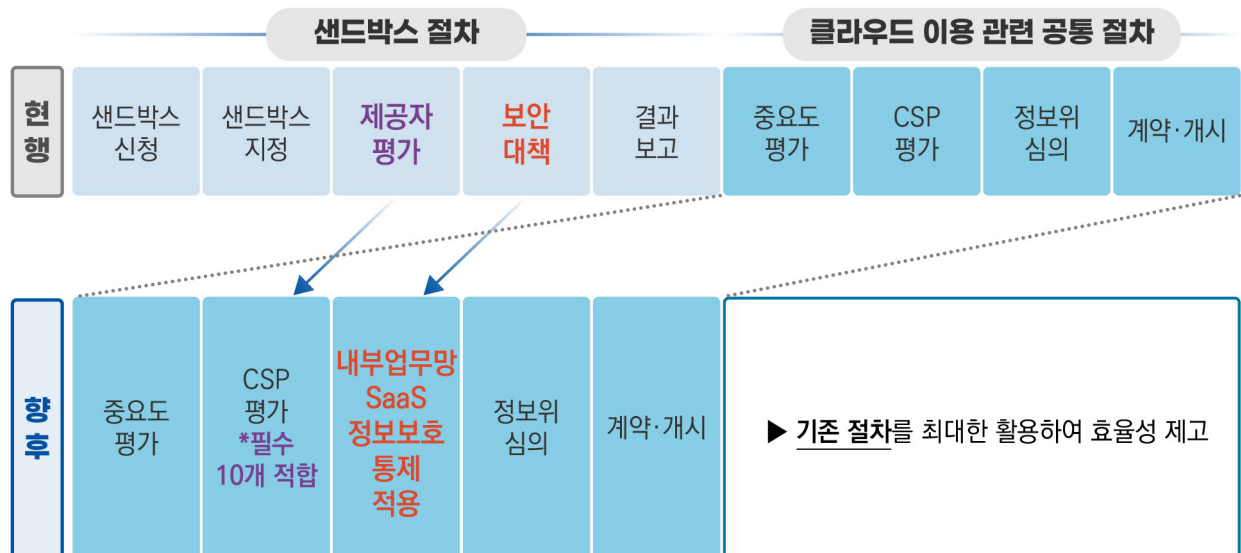 샌드박스 절차
클라우드 이용 관련 공통 절차
현
행
샌드박스
신청
샌드박스
지정
제공자
평가
보안
대책
결과
보고
중요도
평가
CSP
평가
정보위
심의
계약·개시
향
후
중요도
평가
CSP
평가
*필수
10개 적합
내부업무망
SaaS
정보보호
통제
적용
정보위
심의
계약·개시
▶ 기존 절차를 최대한 활용하여 효율성 제고